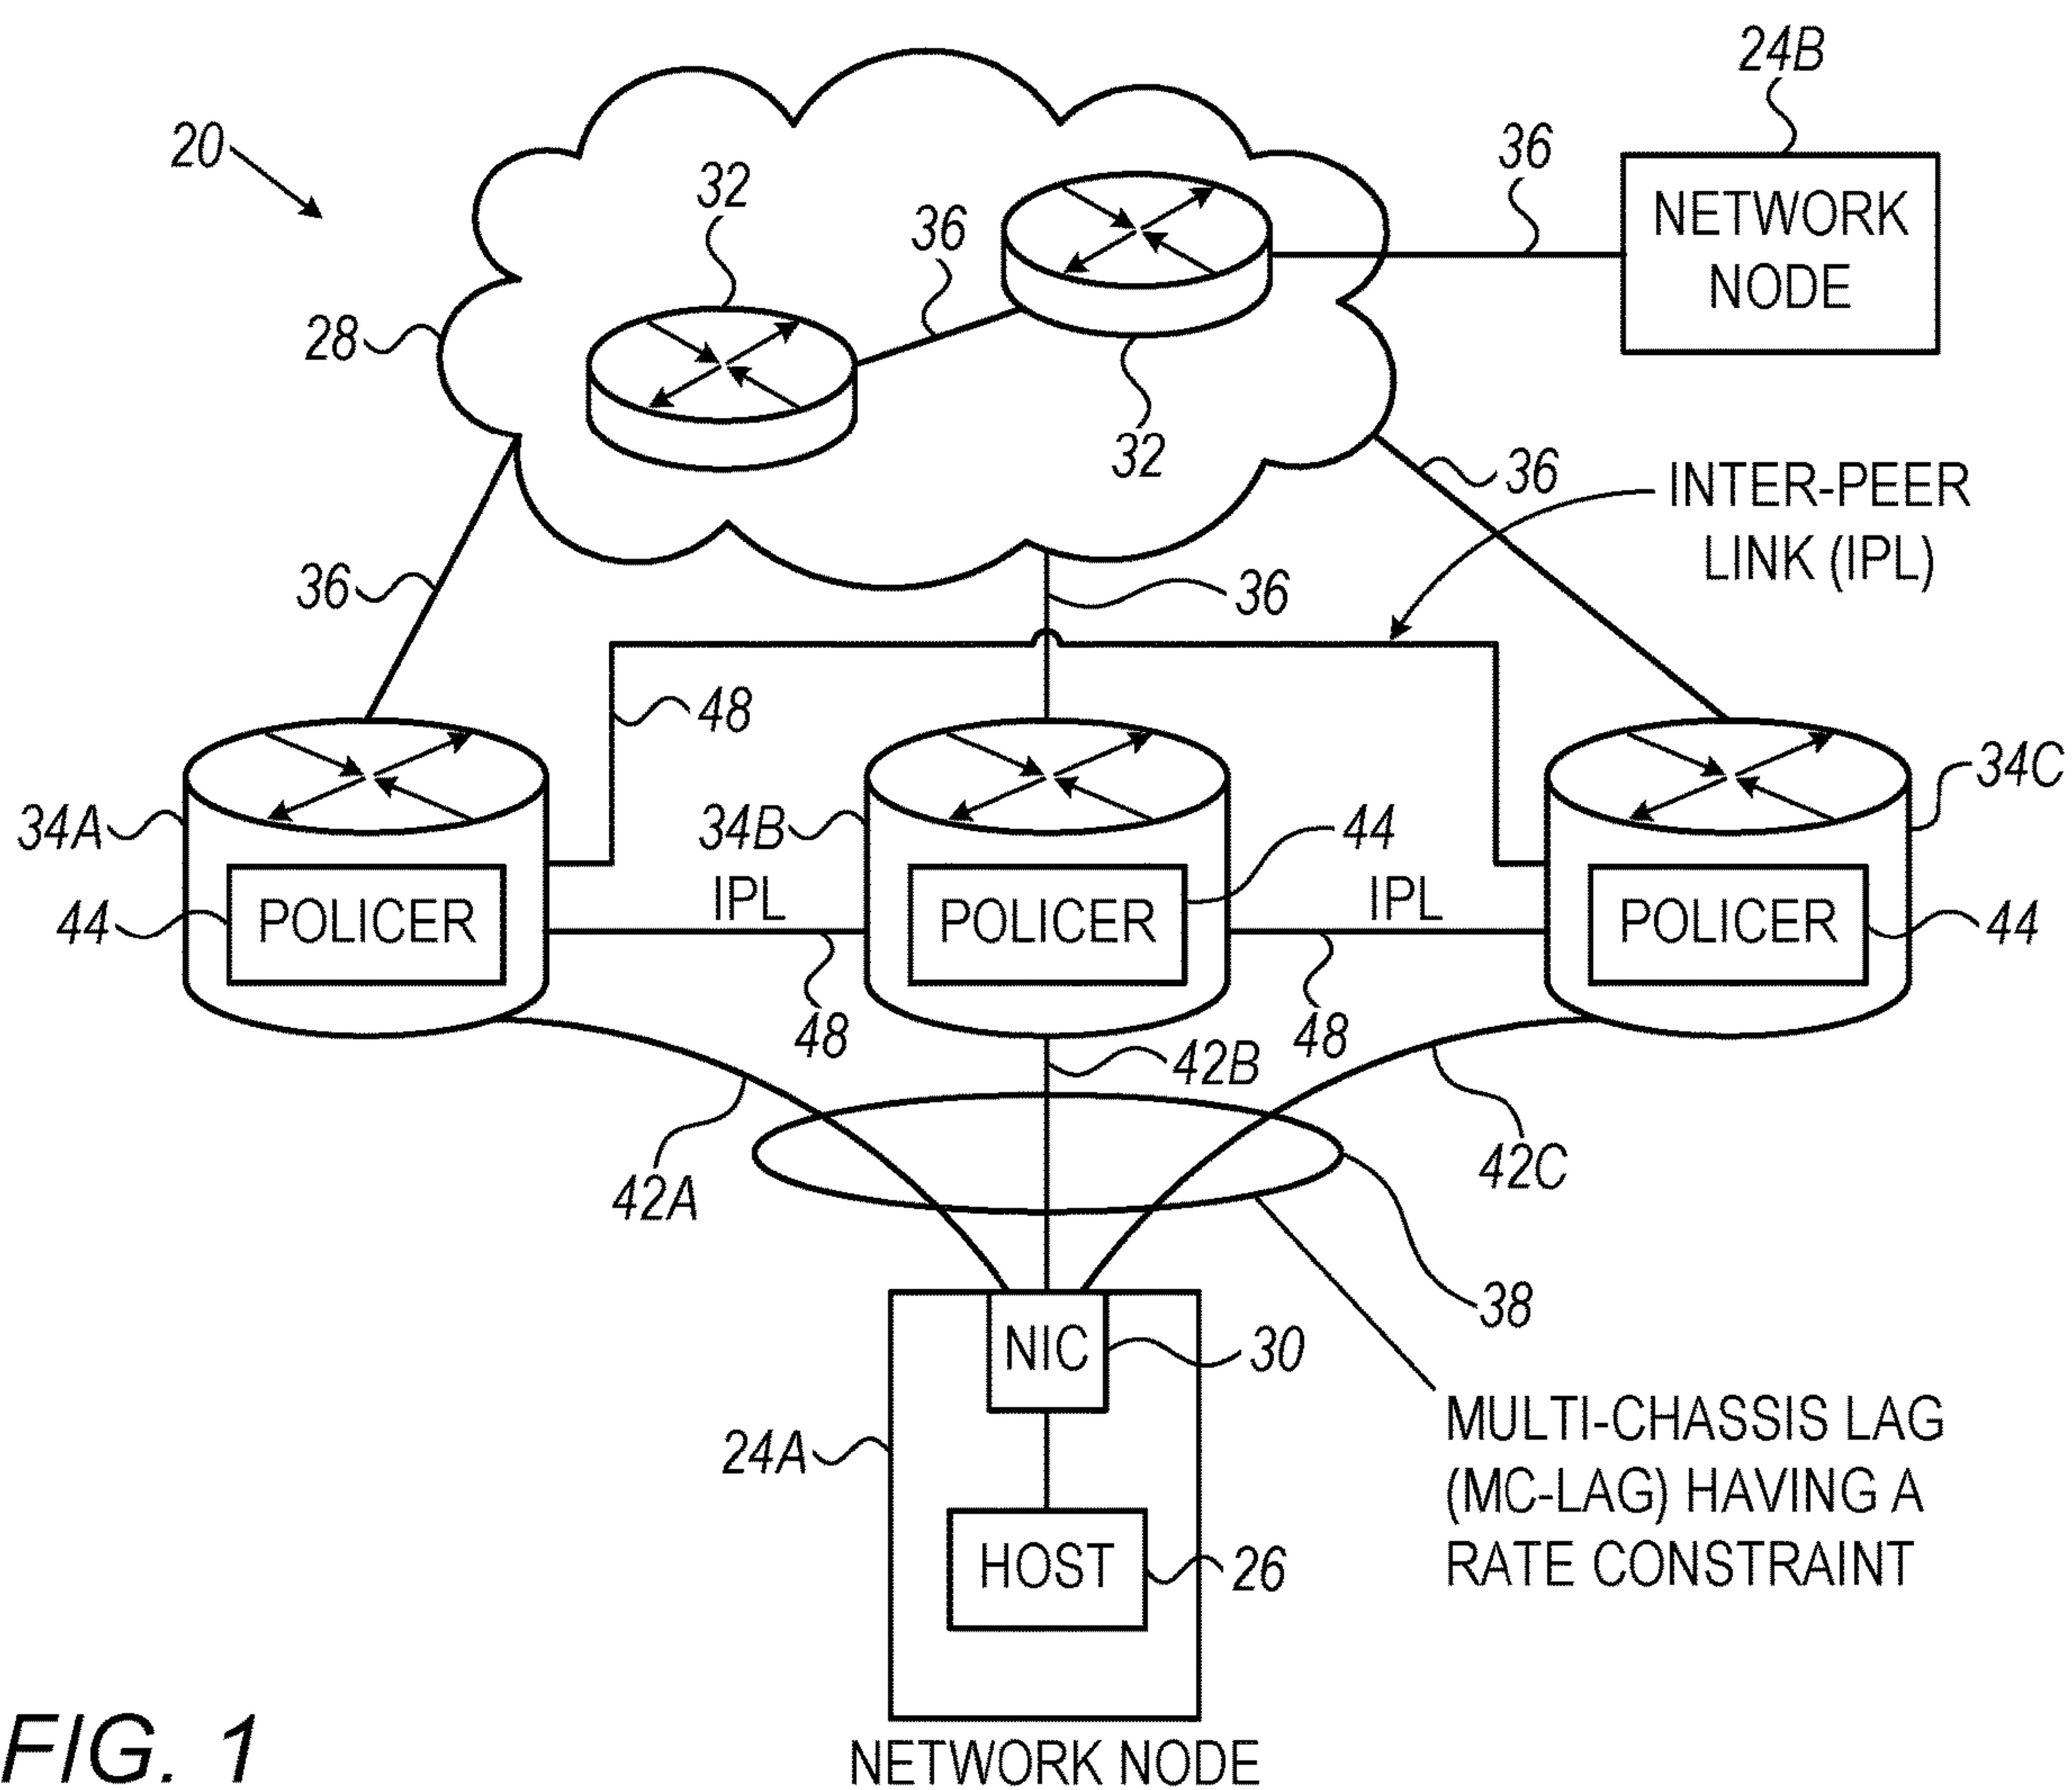 24B
20
36
32
36
NETWORK
NODE
28
32
36
INTER-PEER
LINK (IPL)
36
36
48
34A
34B
34C
44
IPL
IPL
44
POLICER
POLICER
POLICER
44
48
48
42B
42A
42C
38
NIC
30
MULTI-CHASSIS LAG
(MC-LAG) HAVING A
RATE CONSTRAINT
24A
HOST
26
FIG. 1
NETWORK NODE